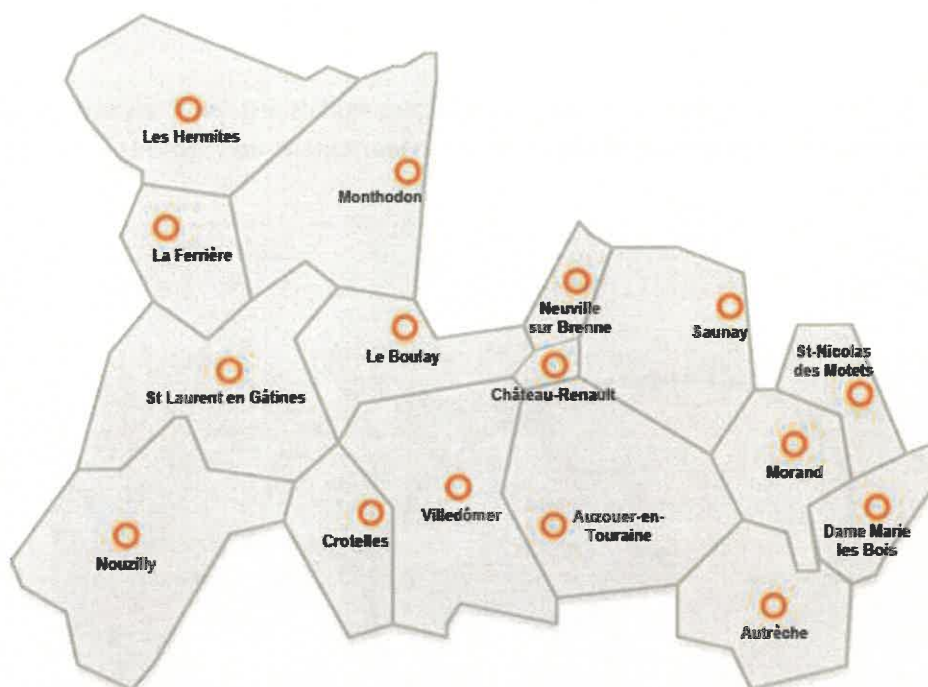 Les Hermites
Monthodon
La Ferrière
Neuville
sur Brenne
Saunay
Le Boulay
St-Nicolas
des Motets
Château-Renault
St Laurent en Gâtines
Morand
Villedômer
Auzouer-en-
Touraine
Crotelles
Dame Marie
les Bois
Nouzilly
Autrèche